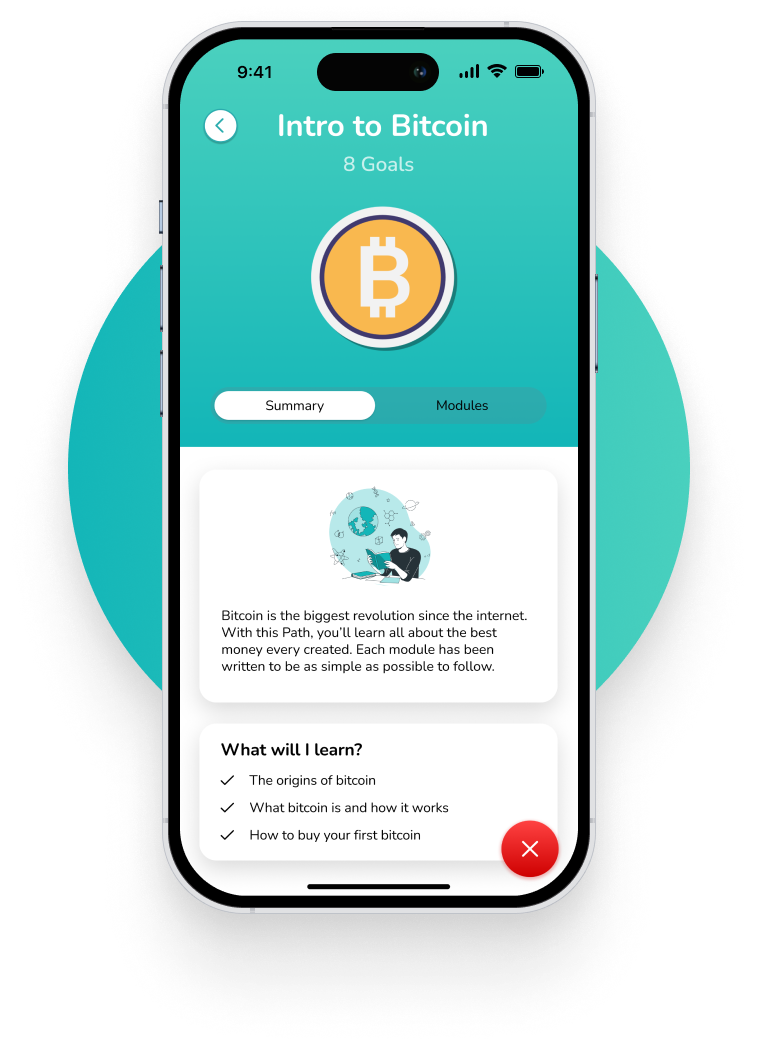 9:41
Intro to Bitcoin
8 Goals
Summary
Modules
Bitcoin is the biggest revolution since the internet.
With this Path, you’ll learn all about the best
money every created. Each module has been
written to be as simple as possible to follow.
What will I learn?
The origins of bitcoin
What bitcoin is and how it works
How to buy your first bitcoin